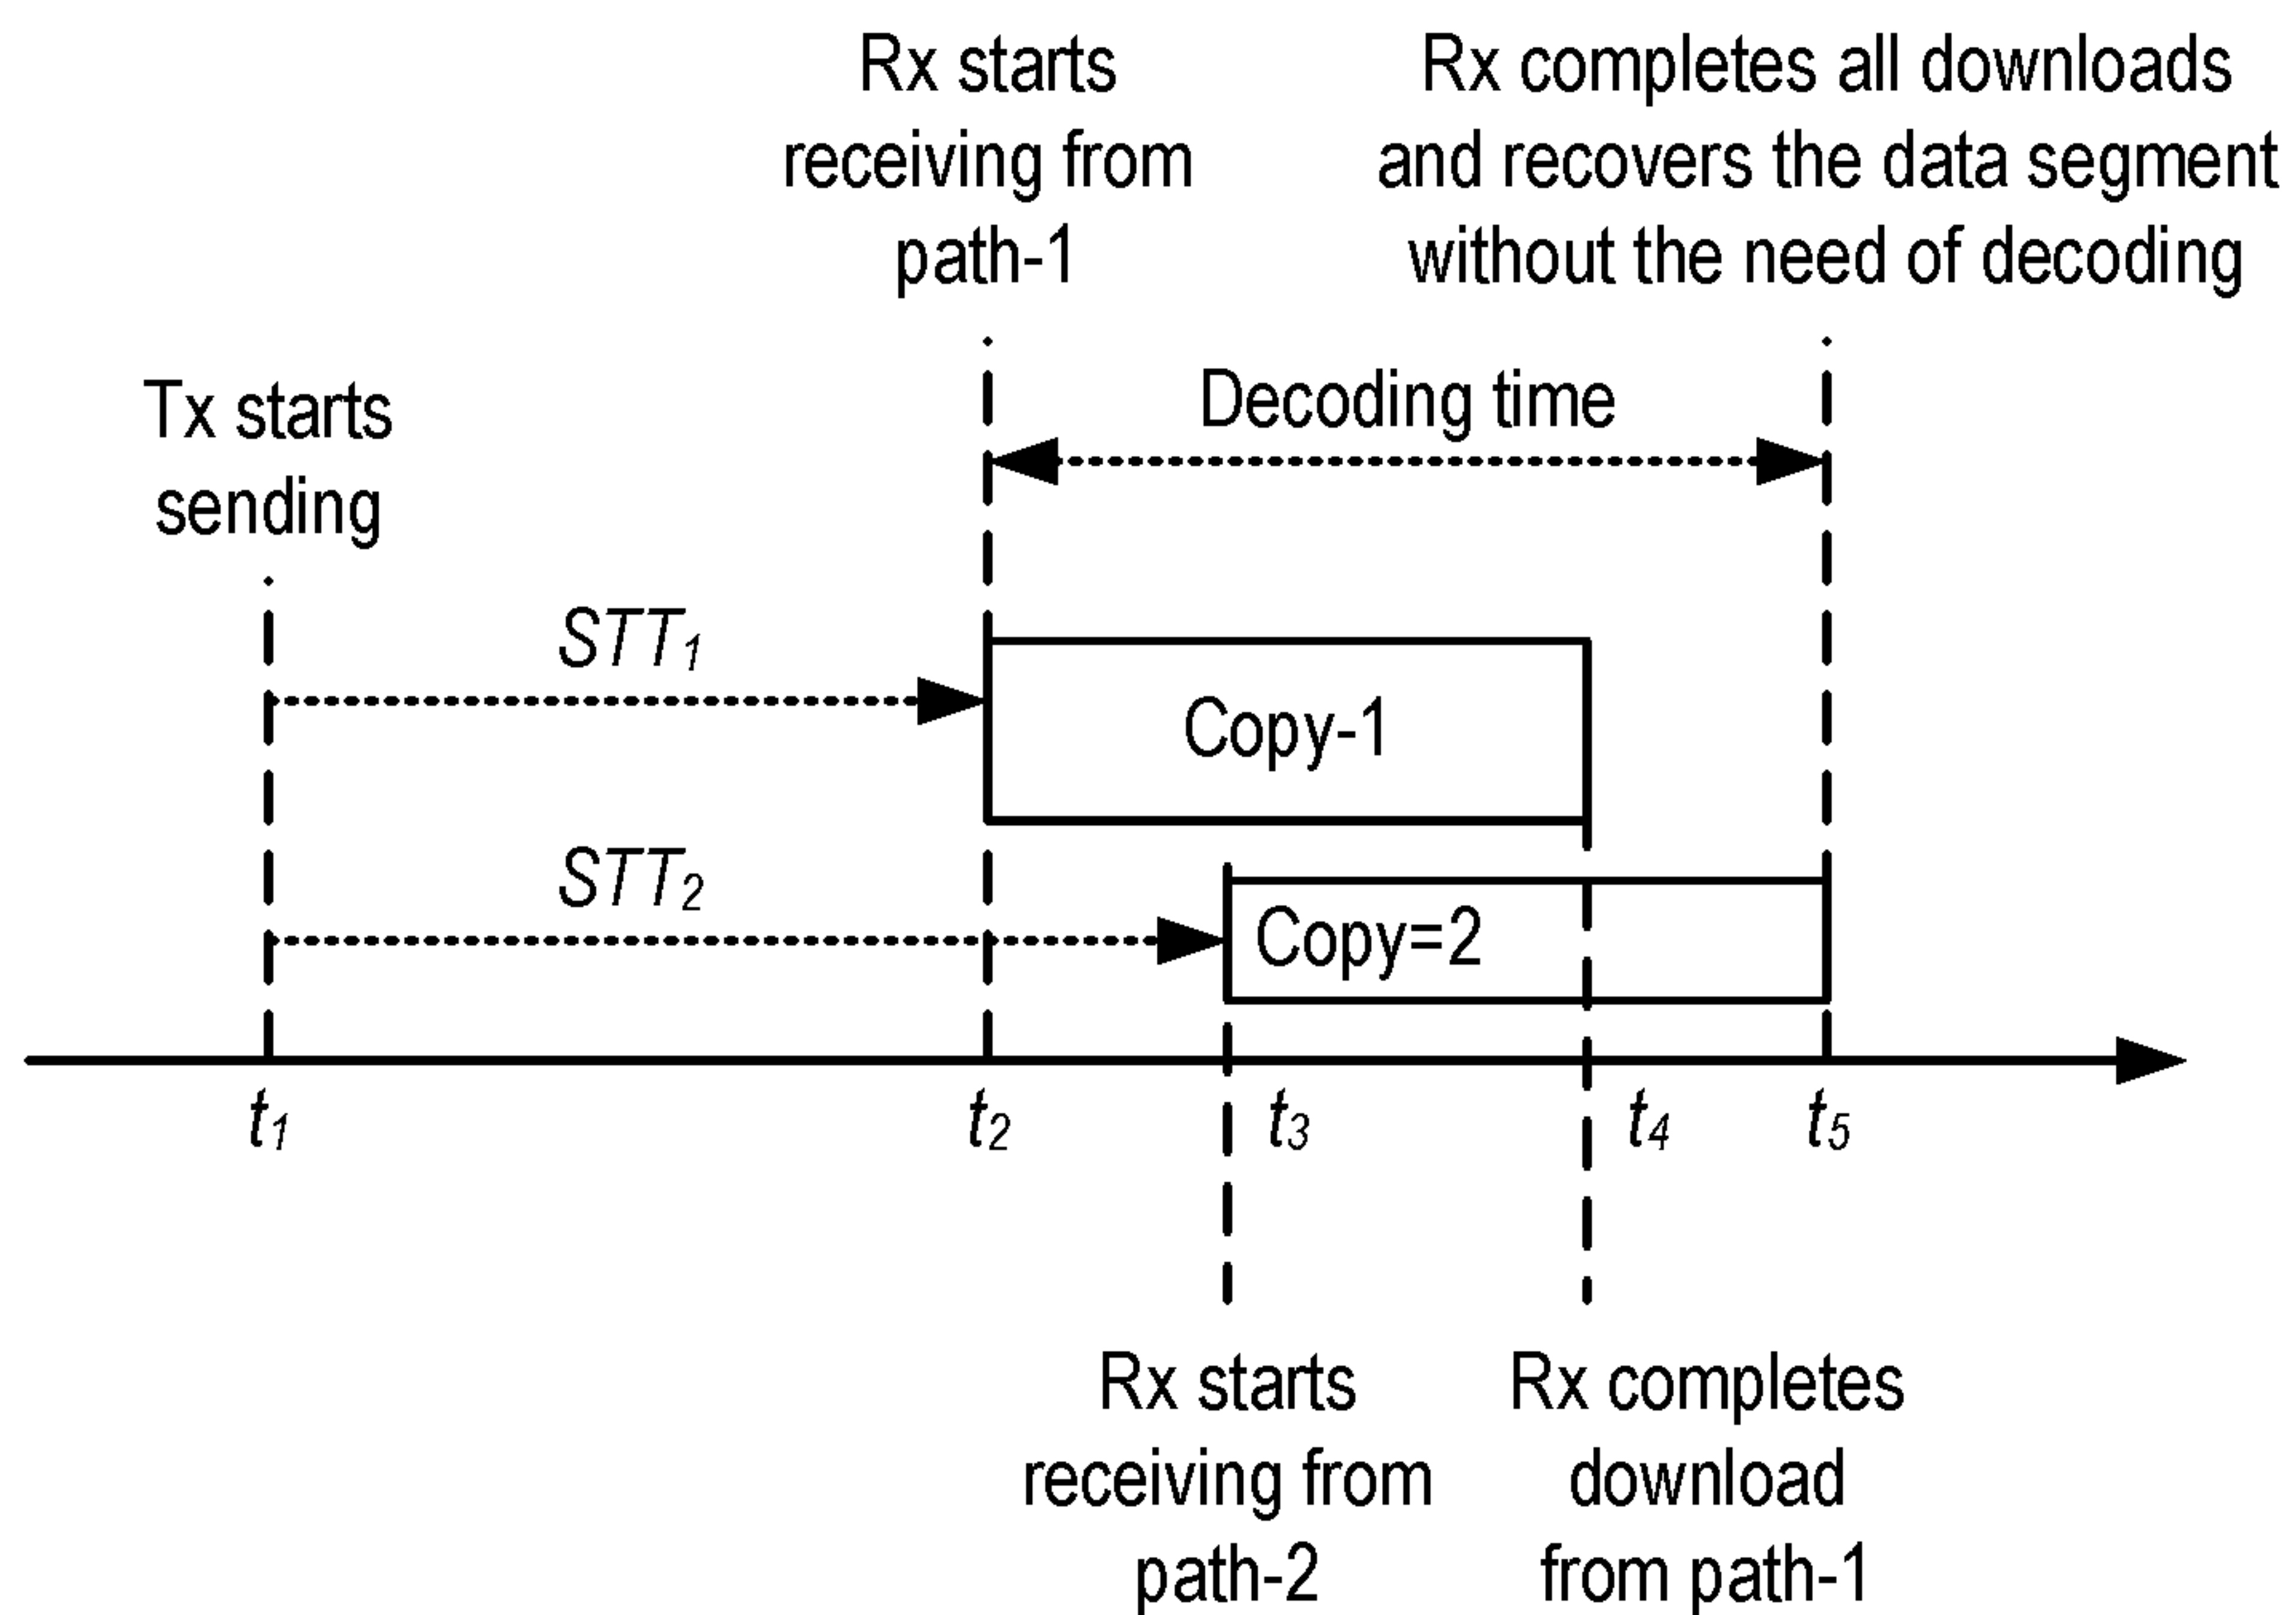 Rx starts
receiving from
path-1
Rx completes all downloads
and recovers the data segment
without the need of decoding
Tx starts
sending
Decoding time
STT1
Copy-1
STT2
Copy=2
t1
t2
t3
t4
t5
Rx starts
receiving from
path-2
Rx completes
download
from path-1